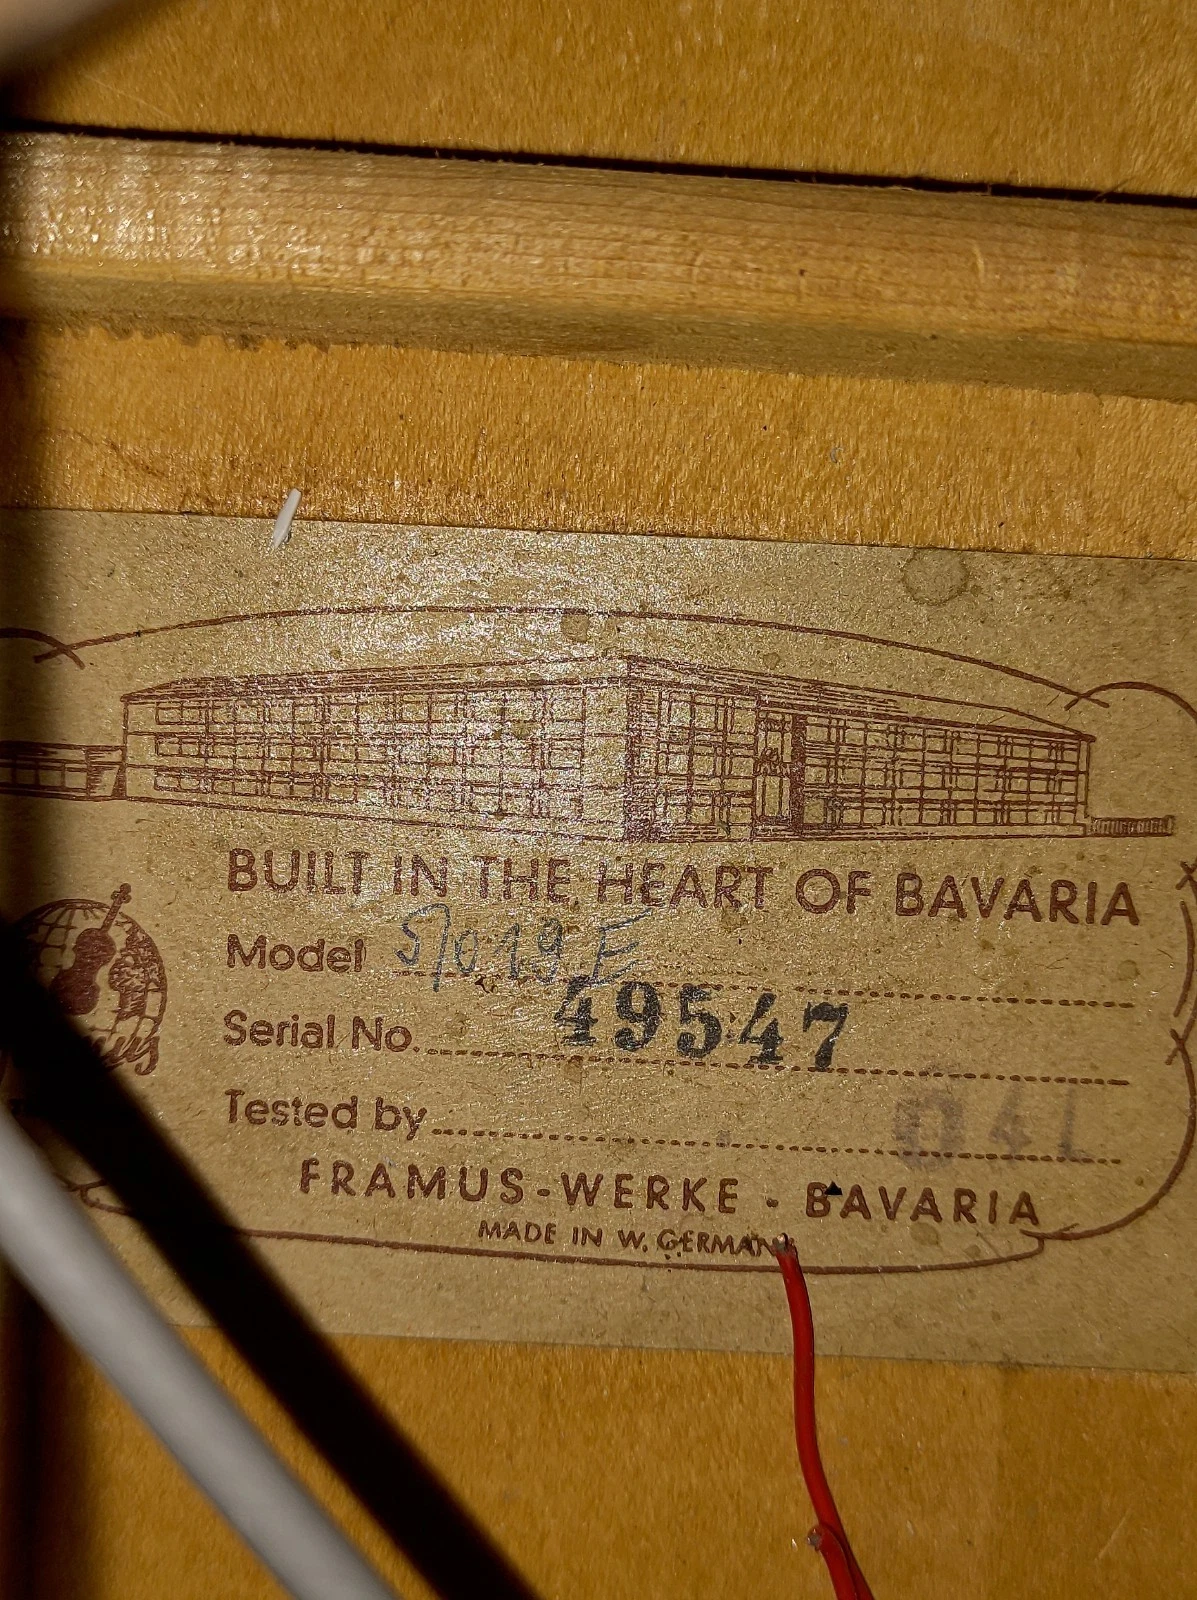 BUILT IN THE HEART OF BAVARIA
Model 5/019 E
Serial No. 49547
Tested by 041
FRAMUS-WERKE - BAVARIA
MADE IN W. GERMANY